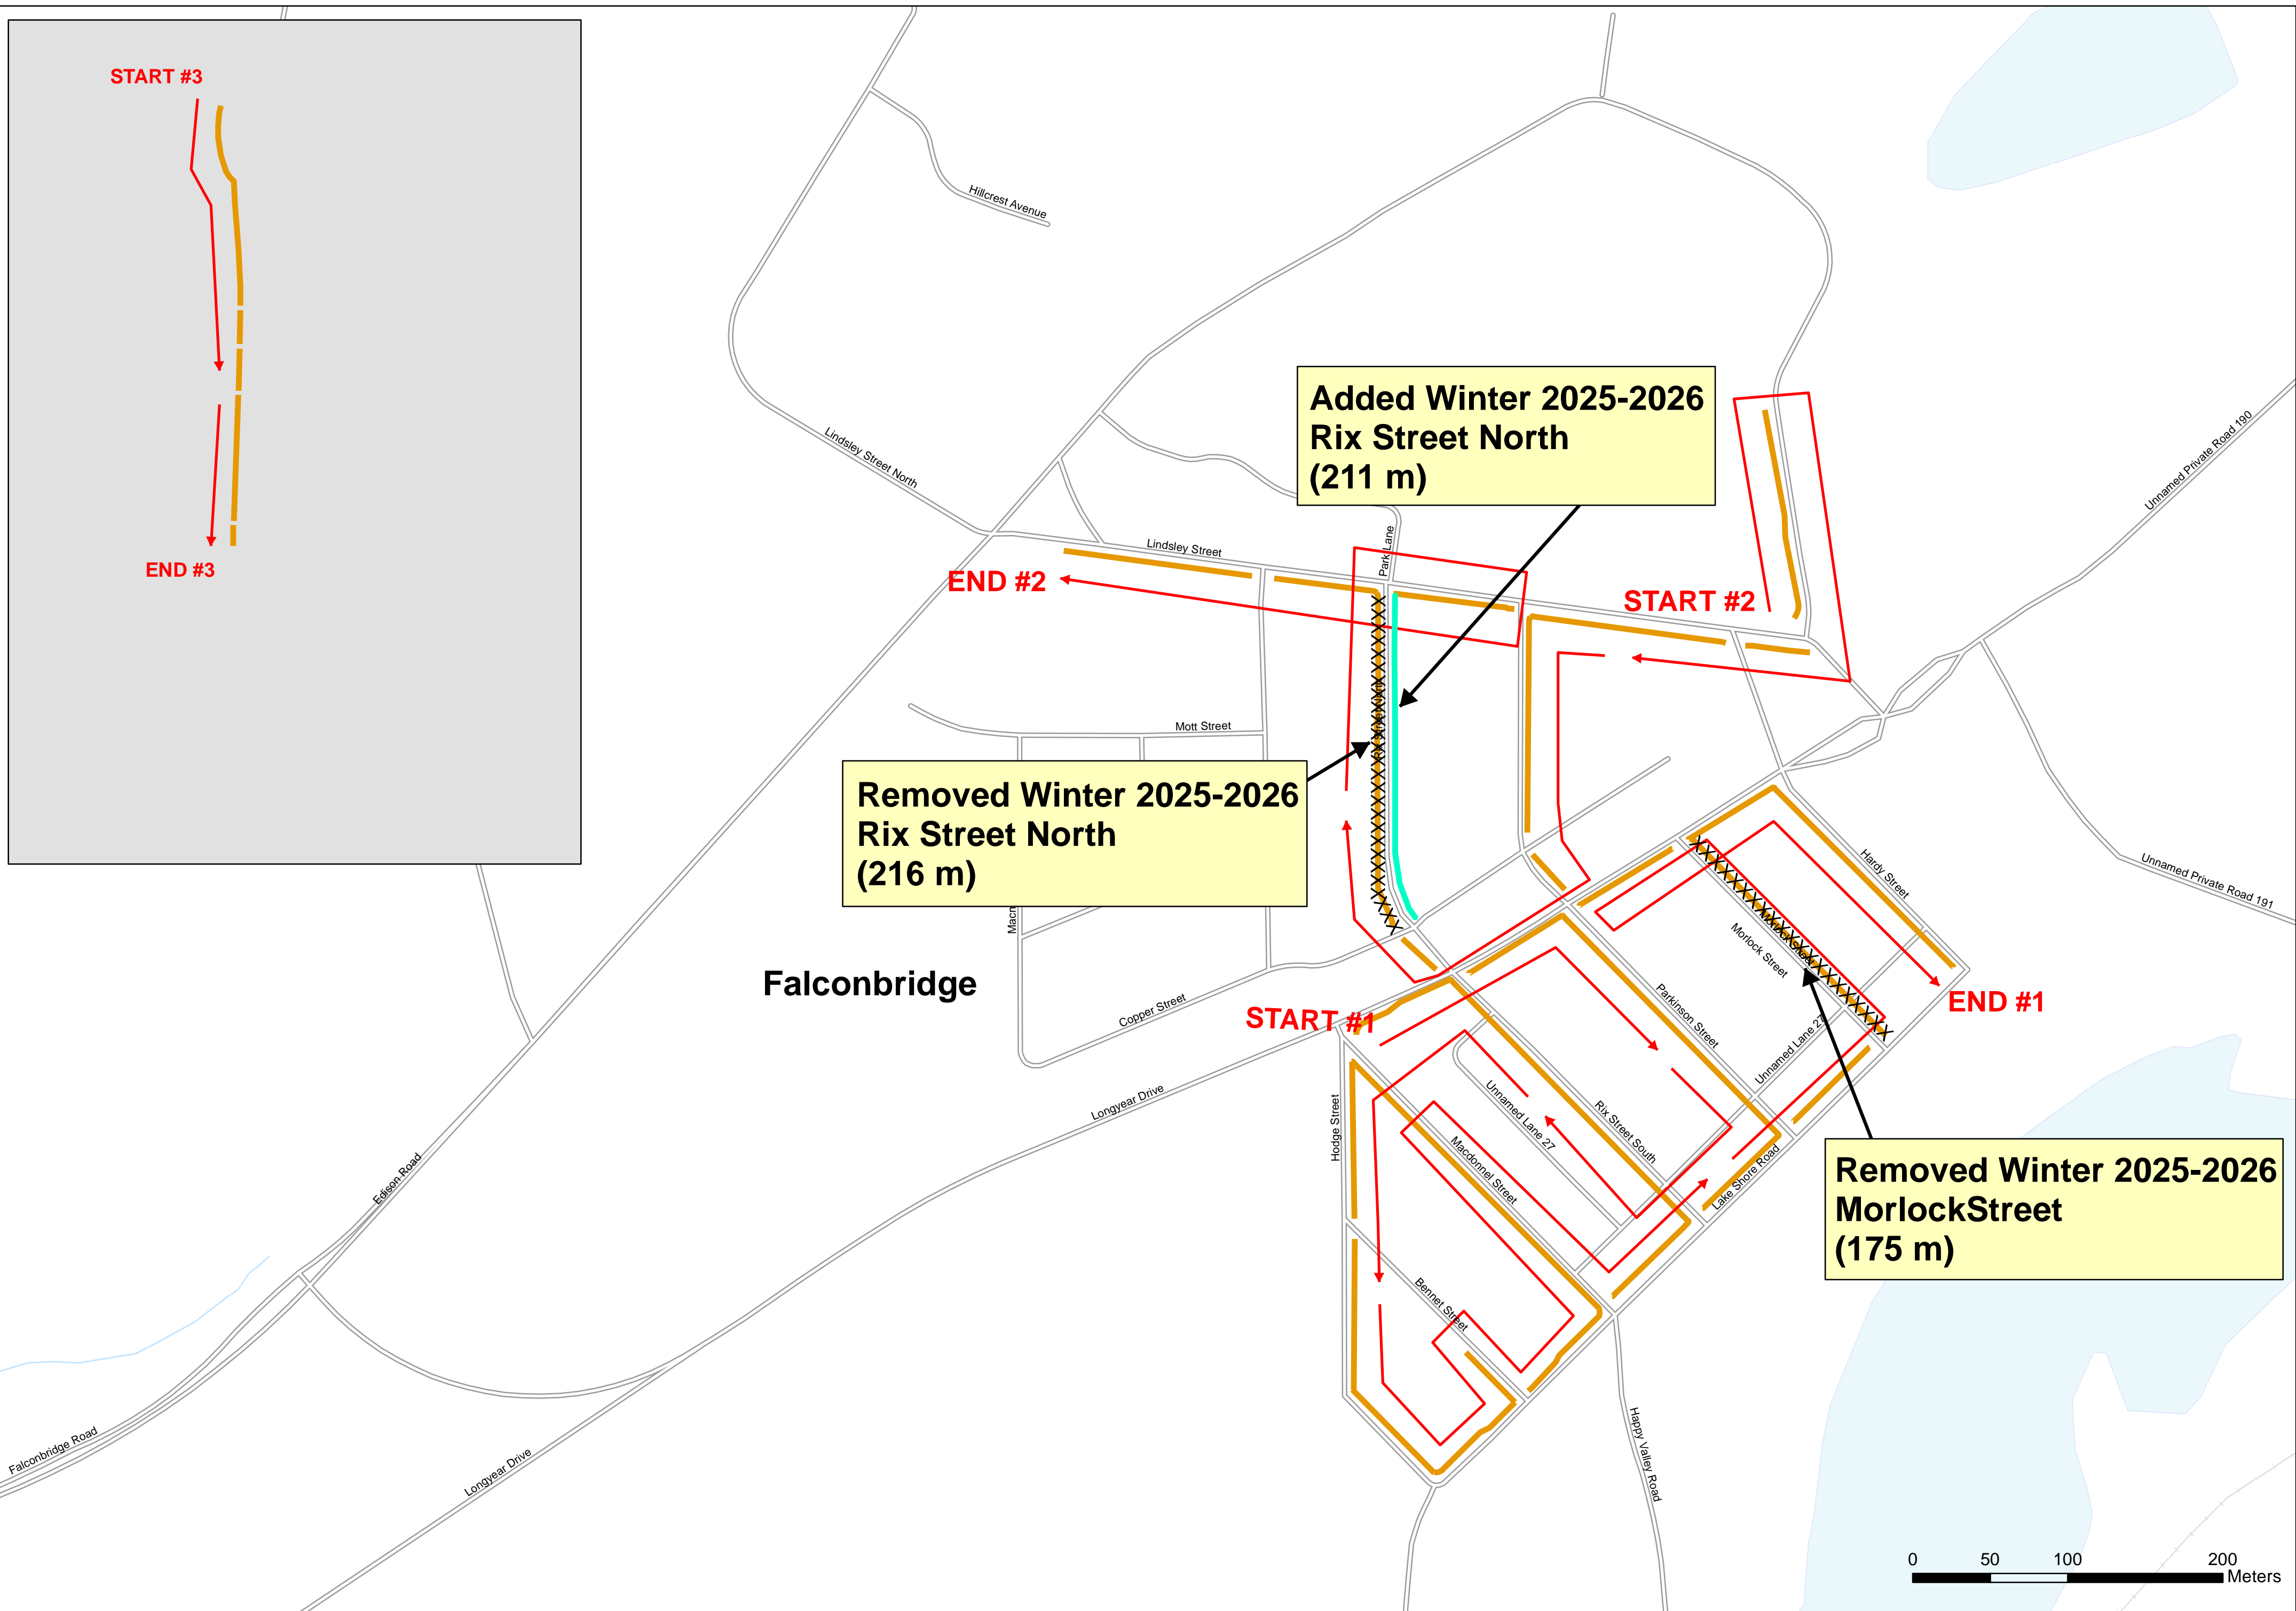 START #3
END #3
Hillcrest Avenue
Lindsley Street North
Added Winter 2025-2026
Rix Street North
(211 m)
Unnamed Private Road 190
Park Lane
Lindsley Street
END #2
START #2
Mott Street
Removed Winter 2025-2026
Rix Street North
(216 m)
Hardy Street
Unnamed Private Road 191
Macn
Morlock Street
Falconbridge
END #1
START #1
Copper Street
Parkinson Street
Unnamed Lane 27
Longyear Drive
Hodge Street
Unnamed Lane 27
Rix Street South
Macdonnel Street
Lake Shore Road
Removed Winter 2025-2026
MorlockStreet
(175 m)
Edison Road
Bennet Street
Happy Valley Road
Falconbridge Road
Longyear Drive
0 50 100 200
Meters